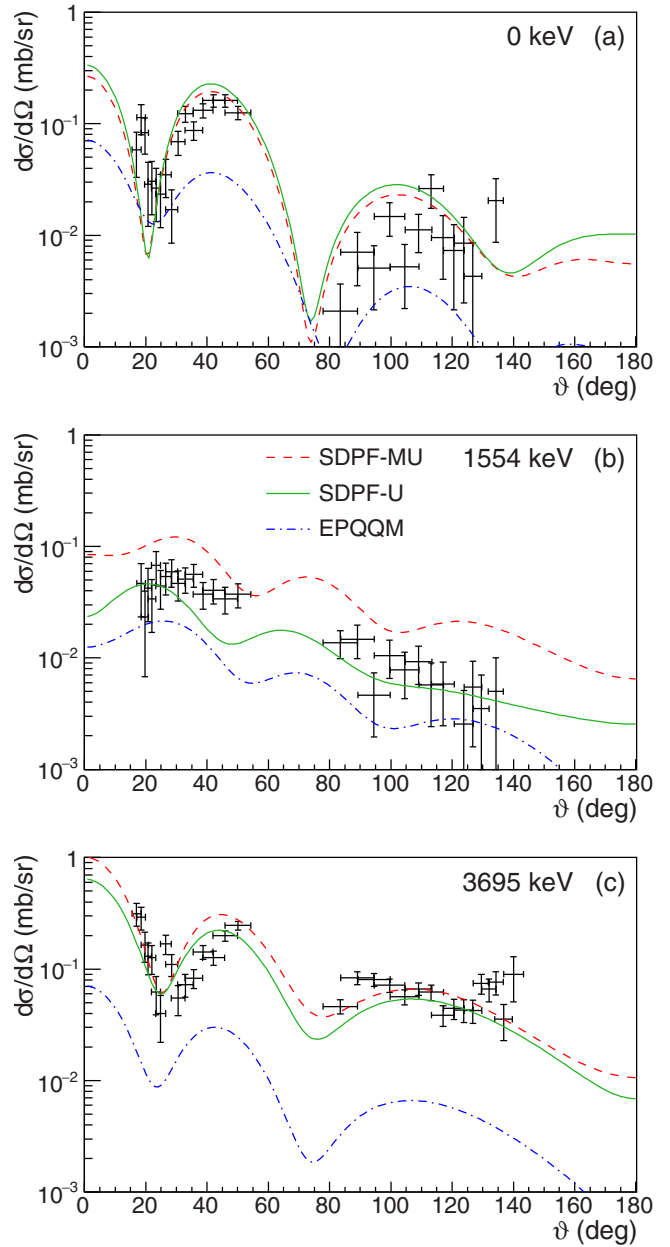 0 keV (a)
dσ/dΩ (mb/sr)
1
10⁻¹
10⁻²
10⁻³
0 20 40 60 80 100 120 140 160 180
ϑ (deg)
1554 keV (b)
SDPF-MU
SDPF-U
EPQQM
dσ/dΩ (mb/sr)
1
10⁻¹
10⁻²
10⁻³
0 20 40 60 80 100 120 140 160 180
ϑ (deg)
3695 keV (c)
dσ/dΩ (mb/sr)
1
10⁻¹
10⁻²
10⁻³
0 20 40 60 80 100 120 140 160 180
ϑ (deg)